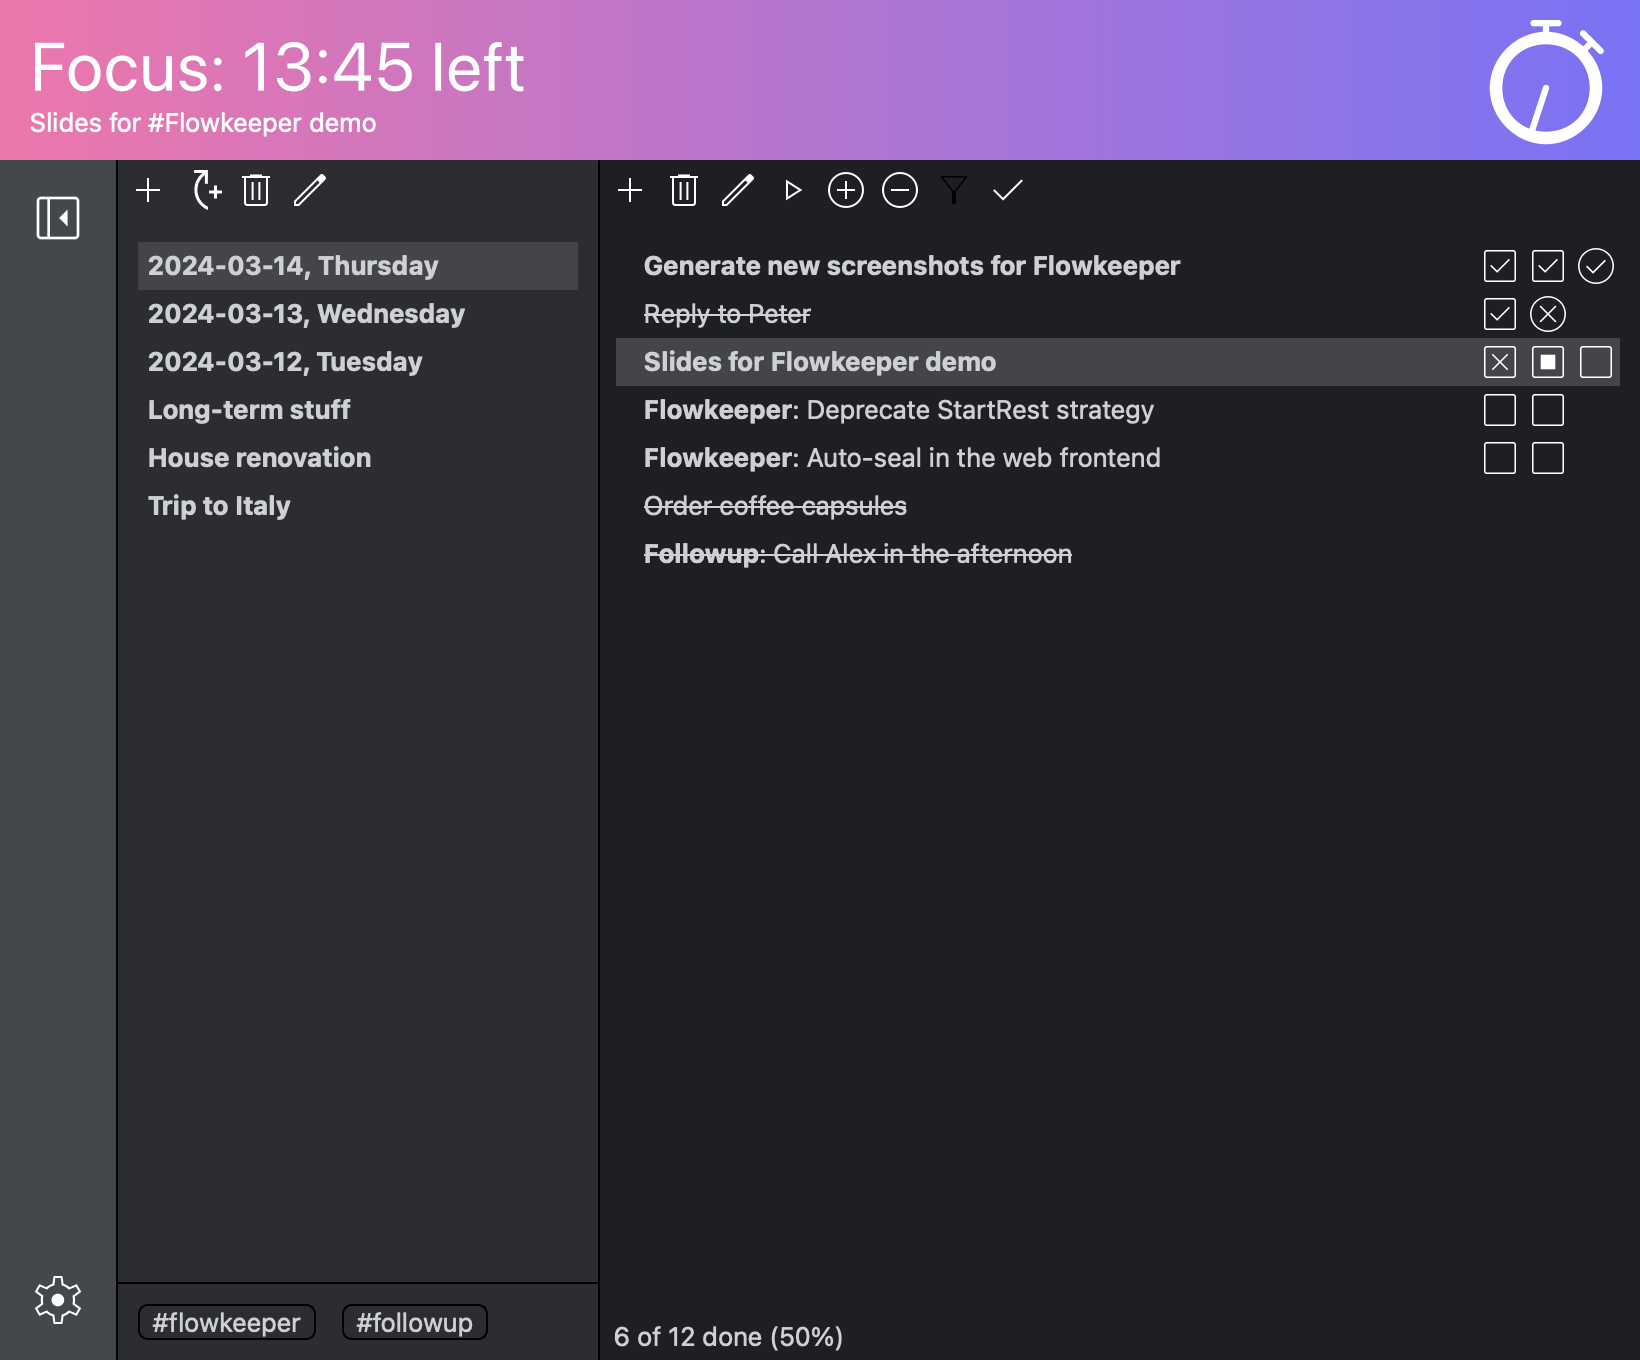 Focus: 13:45 left
Slides for #Flowkeeper demo
2024-03-14, Thursday
2024-03-13, Wednesday
2024-03-12, Tuesday
Long-term stuff
House renovation
Trip to Italy
#flowkeeper #followup
Generate new screenshots for Flowkeeper
Reply to Peter
Slides for Flowkeeper demo
Flowkeeper: Deprecate StartRest strategy
Flowkeeper: Auto-seal in the web frontend
Order coffee capsules
Followup: Call Alex in the afternoon
6 of 12 done (50%)